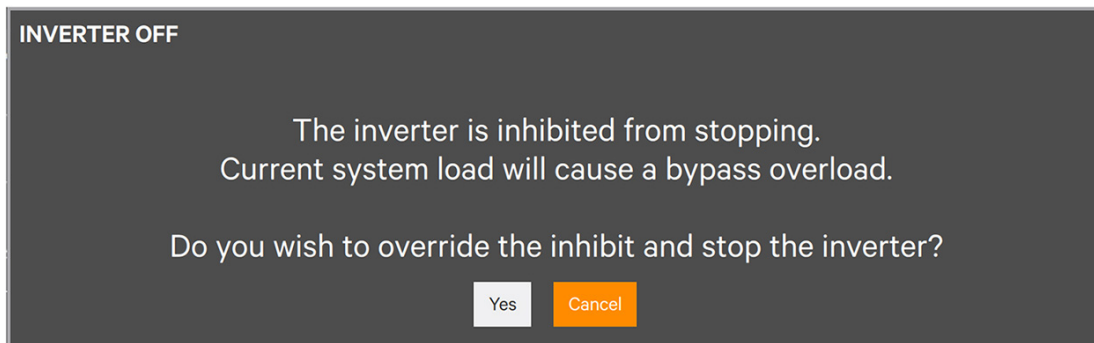 INVERTER OFF
The inverter is inhibited from stopping.
Current system load will cause a bypass overload.
Do you wish to override the inhibit and stop the inverter?
Yes
Cancel